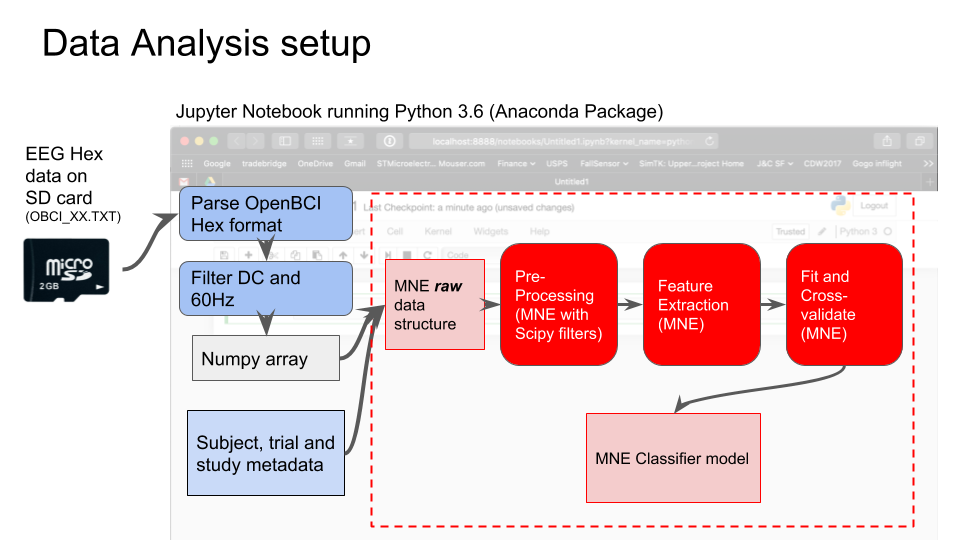 Data Analysis setup
Jupyter Notebook running Python 3.6 (Anaconda Package)
EEG Hex
data on
SD card
(OBCI_XX.TXT)
micro
SD
2GB
localhost:8888/notebooks/Untitled1.ipynb?kernel_name=pytho
Google tradebridge OneDrive Gmail STMicroelectr... Mouser.com Finance USPS FallSensor SimTK: Upper...roject Home J&C SF CDW2017 Gogo inflight >>
Untitled1
Parse OpenBCI
Hex format
1 Last Checkpoint: a minute ago (unsaved changes)
Logout
Cell Kernel Widgets Help
Trusted Python 3
Code
Filter DC and
60Hz
Numpy array
Subject, trial and
study metadata
MNE raw
data
structure
Pre-
Processing
(MNE with
Scipy filters)
Feature
Extraction
(MNE)
Fit and
Cross-
validate
(MNE)
MNE Classifier model